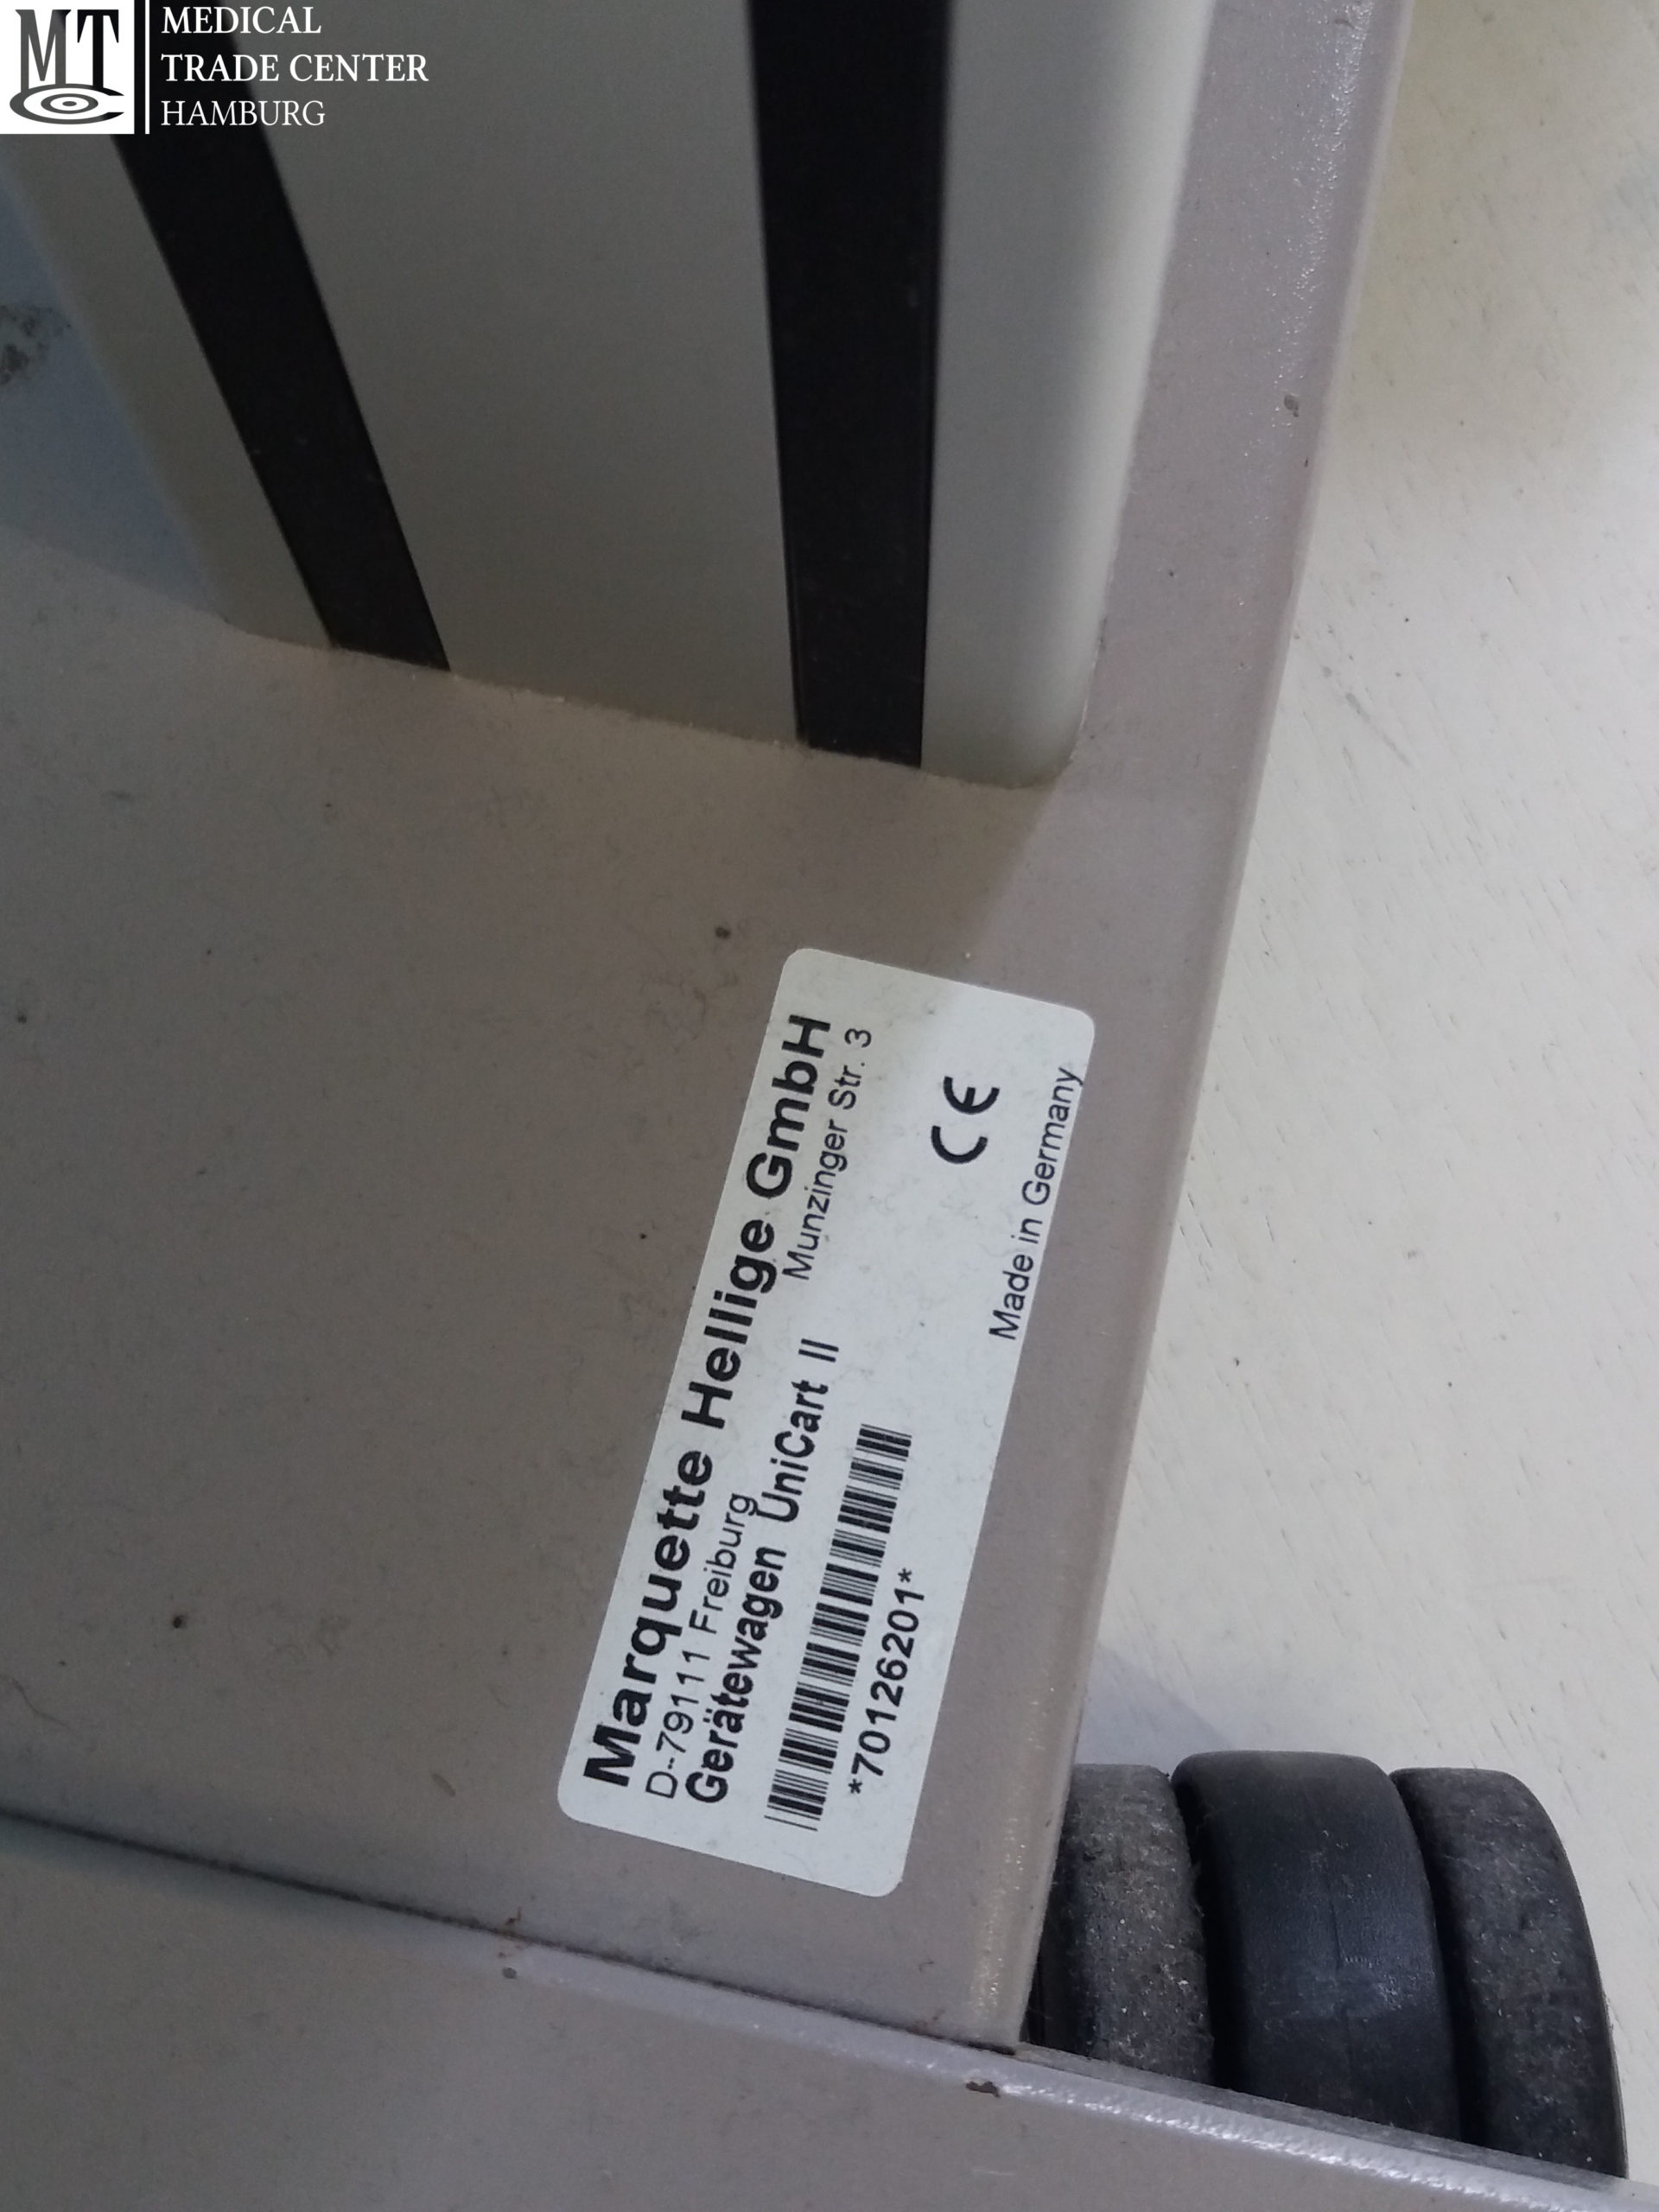 MTC
MEDICAL
TRADE CENTER
HAMBURG
Marquette Hellige GmbH
D-79111 Freiburg Munzinger Str. 3
Gerätewagen UniCart II
*70126201*
CE
Made in Germany